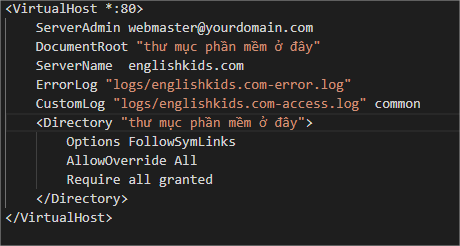 <VirtualHost *:80>
ServerAdmin webmaster@yourdomain.com
DocumentRoot "thư mục phần mềm ở đây"
ServerName  englishkids.com
ErrorLog "logs/englishkids.com-error.log"
CustomLog "logs/englishkids.com-access.log" common
<Directory "thư mục phần mềm ở đây">
Options FollowSymLinks
AllowOverride All
Require all granted
</Directory>
</VirtualHost>